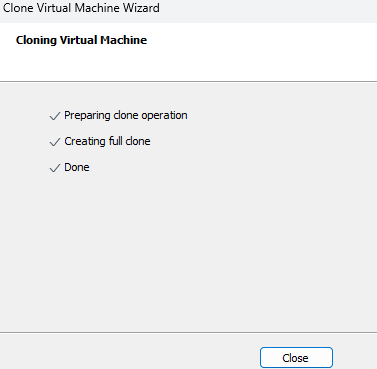 Clone Virtual Machine Wizard
Cloning Virtual Machine
Preparing clone operation
Creating full clone
Done
Close